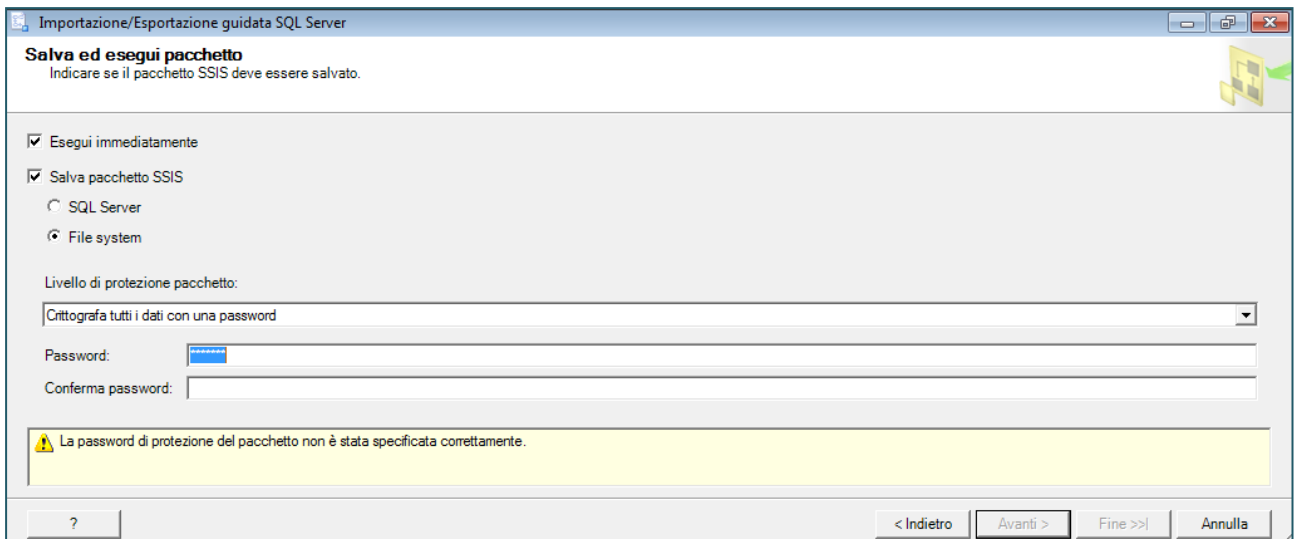 Importazione/Esportazione guidata SQL Server
Salva ed esegui pacchetto
Indicare se il pacchetto SSIS deve essere salvato.
Esegui immediatamente
Salva pacchetto SSIS
SQL Server
File system
Livello di protezione pacchetto:
Crittografa tutti i dati con una password
Password: *******
Conferma password:
La password di protezione del pacchetto non è stata specificata correttamente.
? < Indietro Avanti > Fine >>| Annulla